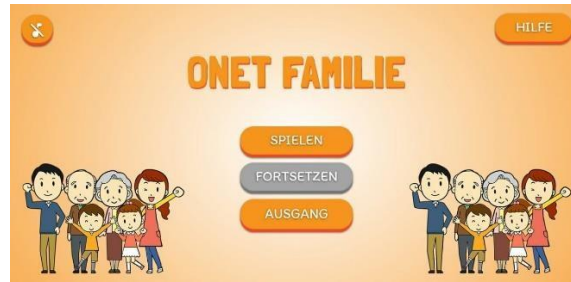 HILFE
ONET FAMILIE
SPIELEN
FORTSETZEN
AUSGANG